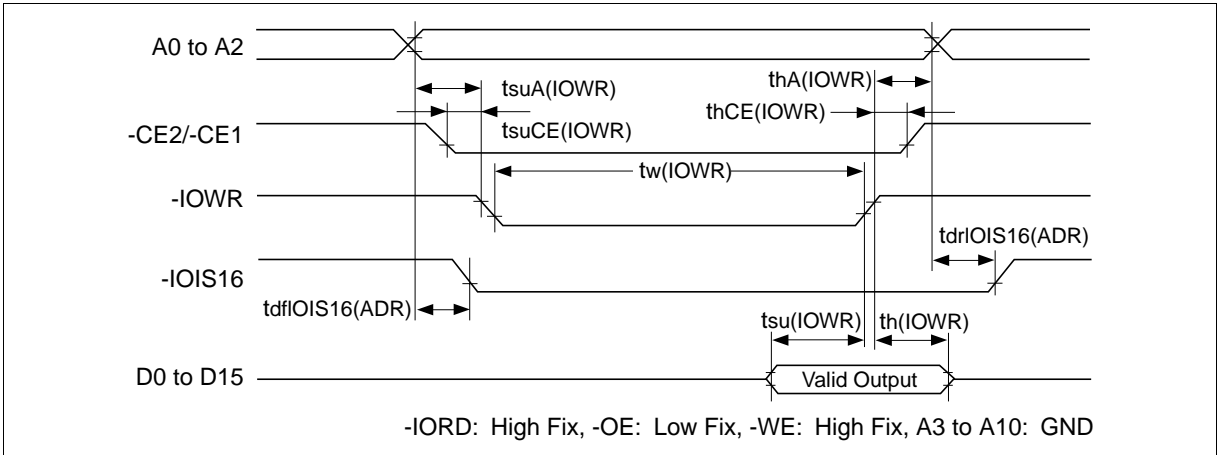 A0 to A2
tsuA(IOWR)
thA(IOWR)
-CE2/-CE1
tsuCE(IOWR)
thCE(IOWR)
tw(IOWR)
-IOWR
tdrIOIS16(ADR)
-IOIS16
tdfIOIS16(ADR)
tsu(IOWR)
th(IOWR)
D0 to D15
Valid Output
-IORD: High Fix, -OE: Low Fix, -WE: High Fix, A3 to A10: GND